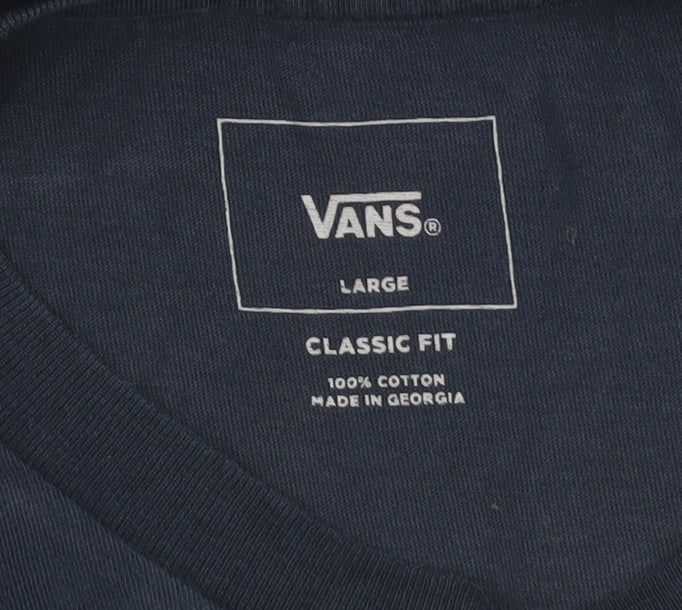 VANS®
LARGE
CLASSIC FIT
100% COTTON
MADE IN GEORGIA